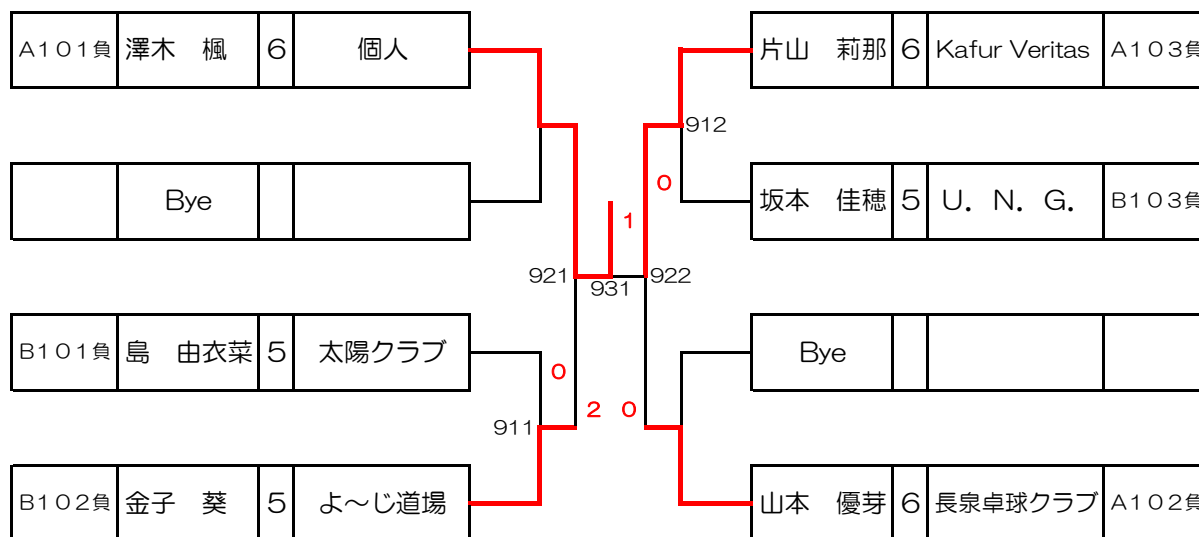 A101負 澤木 楓 6 個人
片山 莉那 6 Kafur Veritas A103負
912
Bye
0
坂本 佳穂 5 U. N. G. B103負
1
921 931 922
B101負 島 由衣菜 5 太陽クラブ
Bye
0
2 0
911
B102負 金子 葵 5 よ~じ道場
山本 優芽 6 長泉卓球クラブ A102負